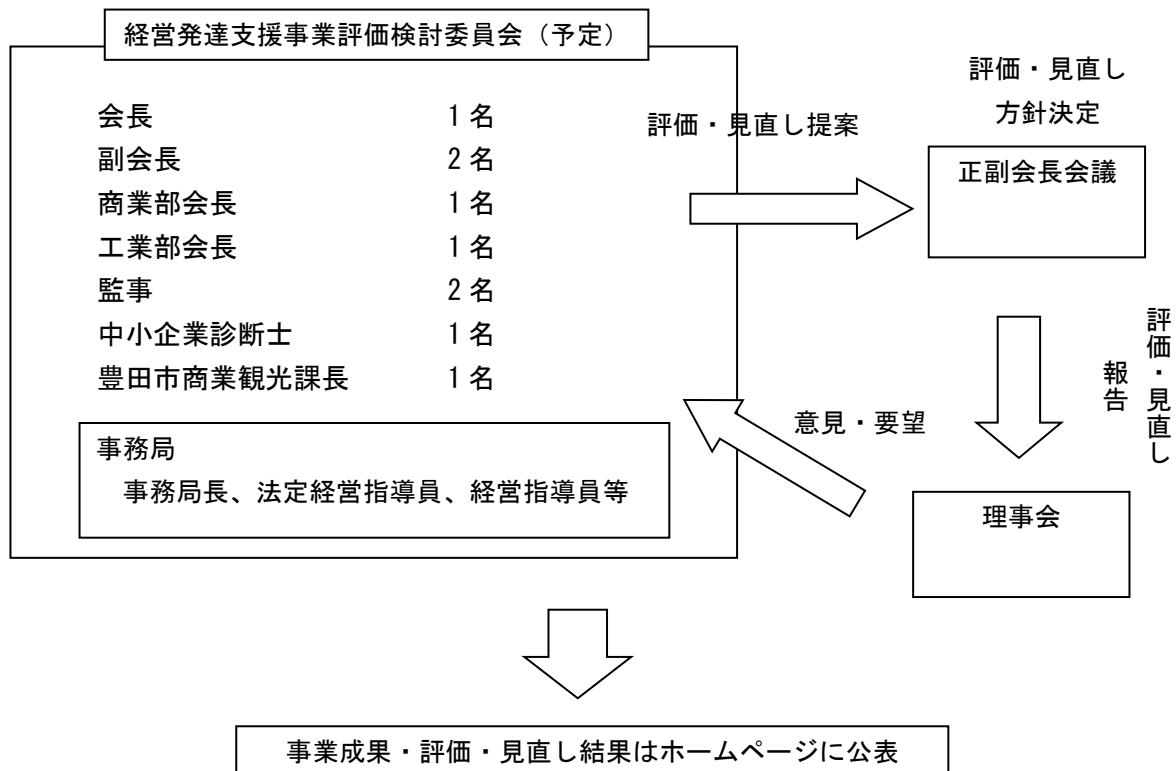 経営発達支援事業評価検討委員会（予定）
会長 1名
副会長 2名
商業部会長 1名
工業部会長 1名
監事 2名
中小企業診断士 1名
豊田市商業観光課長 1名
事務局
事務局長、法定経営指導員、経営指導員等
評価・見直し提案
評価・見直し
方針決定
正副会長会議
評価・見直し
報告
意見・要望
理事会
事業成果・評価・見直し結果はホームページに公表